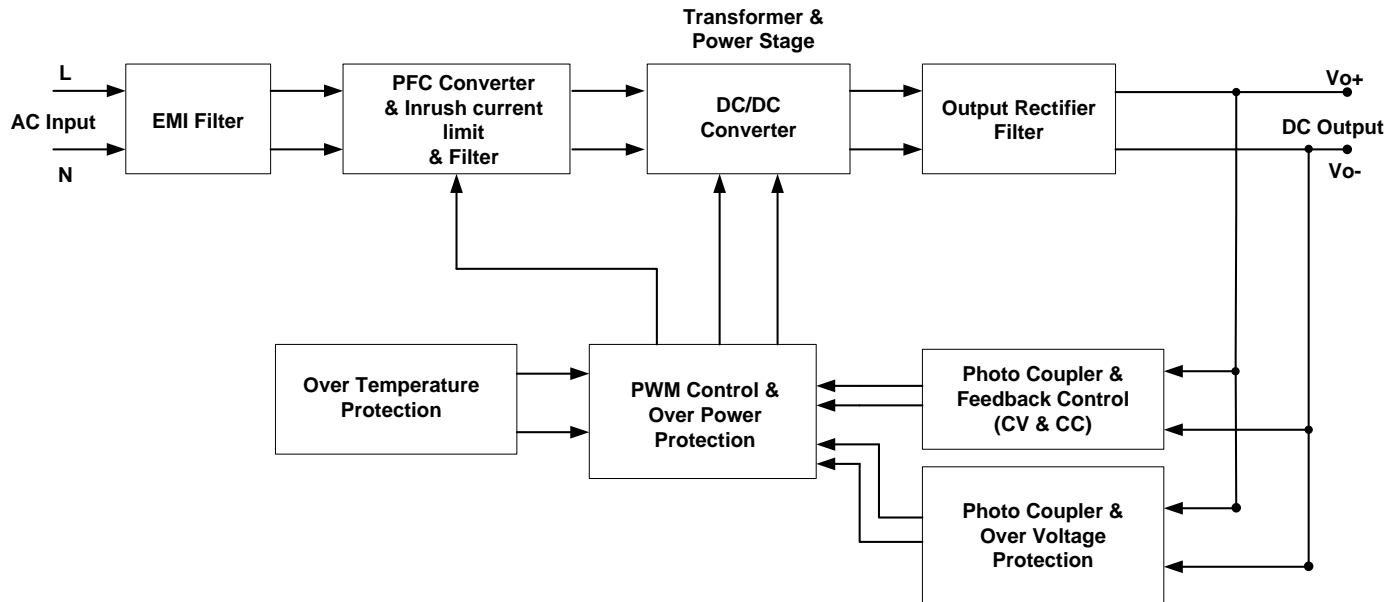 Transformer &
Power Stage
L
AC Input
N
EMI Filter
PFC Converter
& Inrush current
limit
& Filter
DC/DC
Converter
Output Rectifier
Filter
Vo+
DC Output
Vo-
Over Temperature
Protection
PWM Control &
Over Power
Protection
Photo Coupler &
Feedback Control
(CV & CC)
Photo Coupler &
Over Voltage
Protection